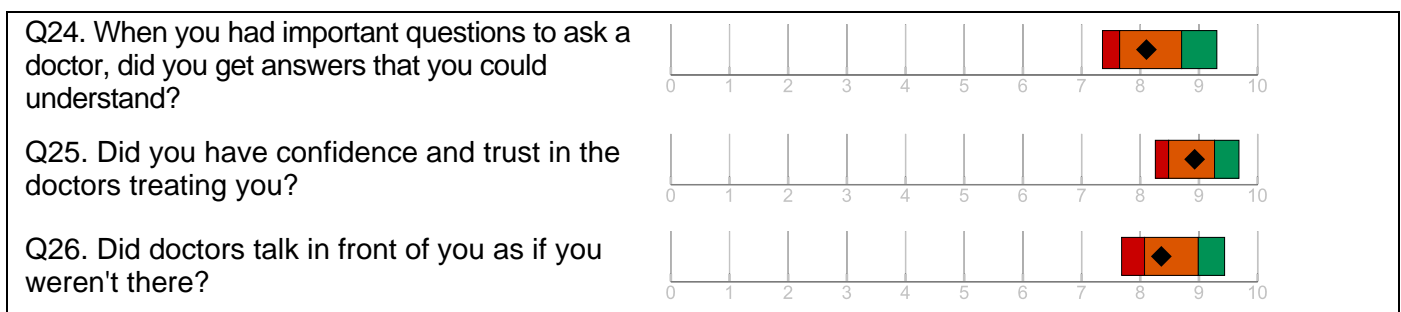 Q24. When you had important questions to ask a
doctor, did you get answers that you could
understand?
0 1 2 3 4 5 6 7 8 9 10
Q25. Did you have confidence and trust in the
doctors treating you?
0 1 2 3 4 5 6 7 8 9 10
Q26. Did doctors talk in front of you as if you
weren't there?
0 1 2 3 4 5 6 7 8 9 10